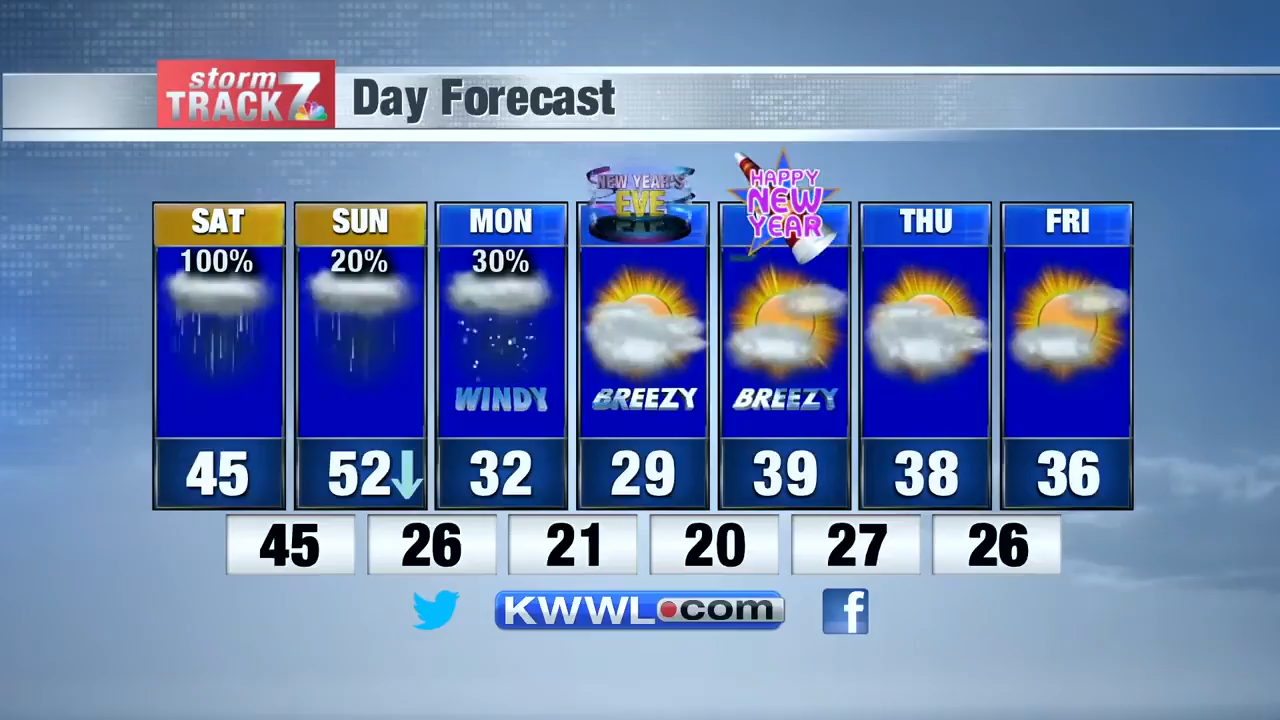 storm
TRACK 7
Day Forecast
NEW YEAR'S
EVE
HAPPY
NEW
YEAR
SAT
SUN
MON
THU
FRI
100%
20%
30%
WINDY
BREEZY
BREEZY
45
52
32
29
39
38
36
45
26
21
20
27
26
KWWL.com
f